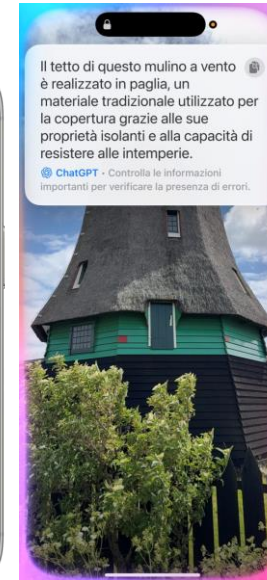 Il tetto di questo mulino a vento
è realizzato in paglia, un
materiale tradizionale utilizzato per
la copertura grazie alle sue
proprietà isolanti e alla capacità di
resistere alle intemperie.
ChatGPT • Controlla le informazioni
importanti per verificare la presenza di errori.